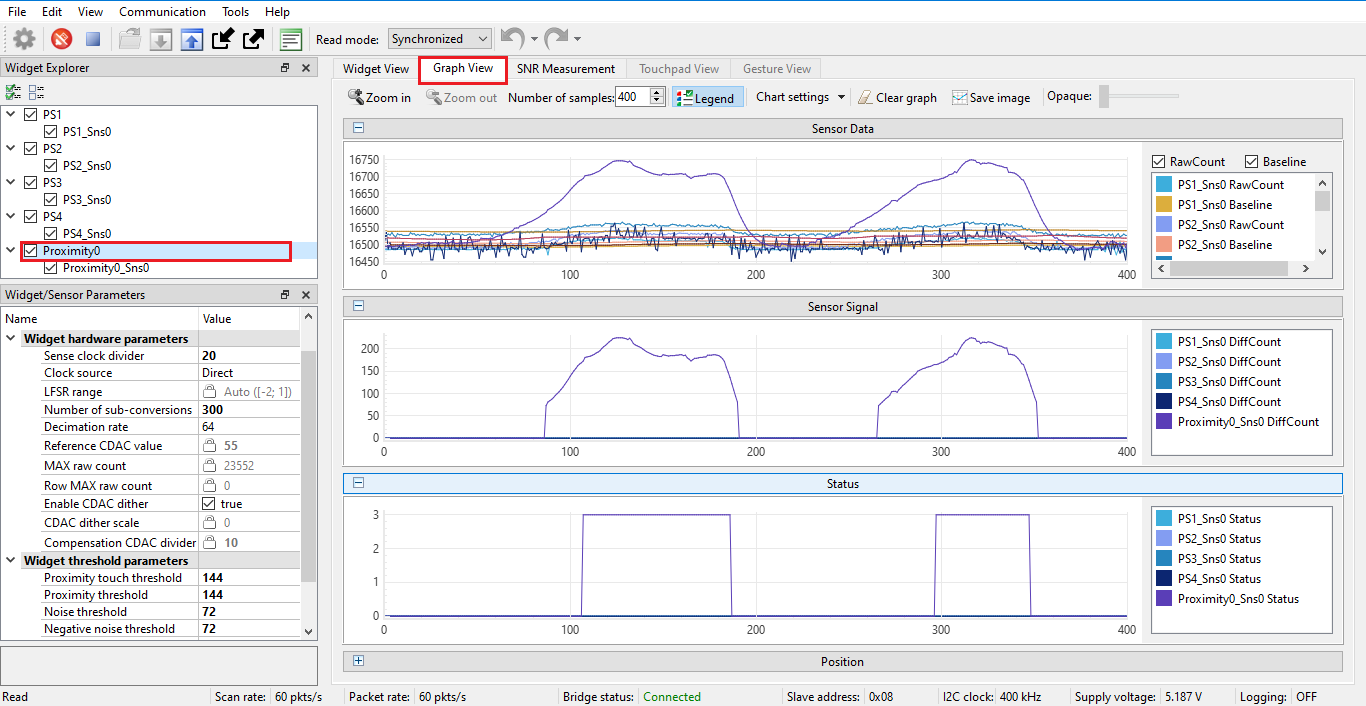 File Edit View Communication Tools Help
Read mode: Synchronized
Widget Explorer
PS1
PS1_Sns0
PS2
PS2_Sns0
PS3
PS3_Sns0
PS4
PS4_Sns0
Proximity0
Proximity0_Sns0
Widget/Sensor Parameters
Name Value
Widget hardware parameters
Sense clock divider 20
Clock source Direct
LFSR range Auto ([-2; 1])
Number of sub-conversions 300
Decimation rate 64
Reference CDAC value 55
MAX raw count 23552
Row MAX raw count 0
Enable CDAC dither true
CDAC dither scale 0
Compensation CDAC divider 10
Widget threshold parameters
Proximity touch threshold 144
Proximity threshold 144
Noise threshold 72
Negative noise threshold 72
Widget View Graph View SNR Measurement Touchpad View Gesture View
Zoom in Zoom out Number of samples: 400 Legend Chart settings Clear graph Save image Opaque:
Sensor Data
16750
16700
16650
16600
16550
16500
16450
0 100 200 300 400
RawCount Baseline
PS1_Sns0 RawCount
PS1_Sns0 Baseline
PS2_Sns0 RawCount
PS2_Sns0 Baseline
Sensor Signal
200
150
100
50
0
0 100 200 300 400
PS1_Sns0 DiffCount
PS2_Sns0 DiffCount
PS3_Sns0 DiffCount
PS4_Sns0 DiffCount
Proximity0_Sns0 DiffCount
Status
3
2
1
0
0 100 200 300 400
PS1_Sns0 Status
PS2_Sns0 Status
PS3_Sns0 Status
PS4_Sns0 Status
Proximity0_Sns0 Status
Position
Read Scan rate: 60 pkts/s Packet rate: 60 pkts/s Bridge status: Connected Slave address: 0x08 I2C clock: 400 kHz Supply voltage: 5.187 V Logging: OFF